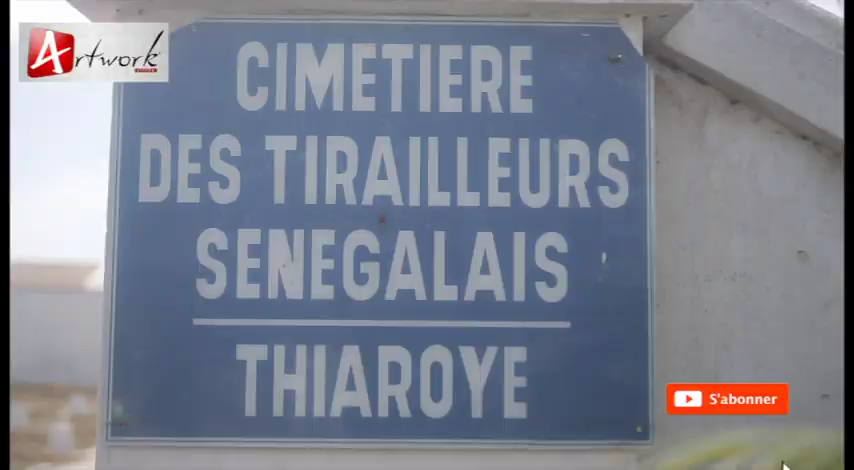 Artwork
CIMETIERE
DES TIRAILLEURS
SENEGALAIS
THIAROYE
S'abonner